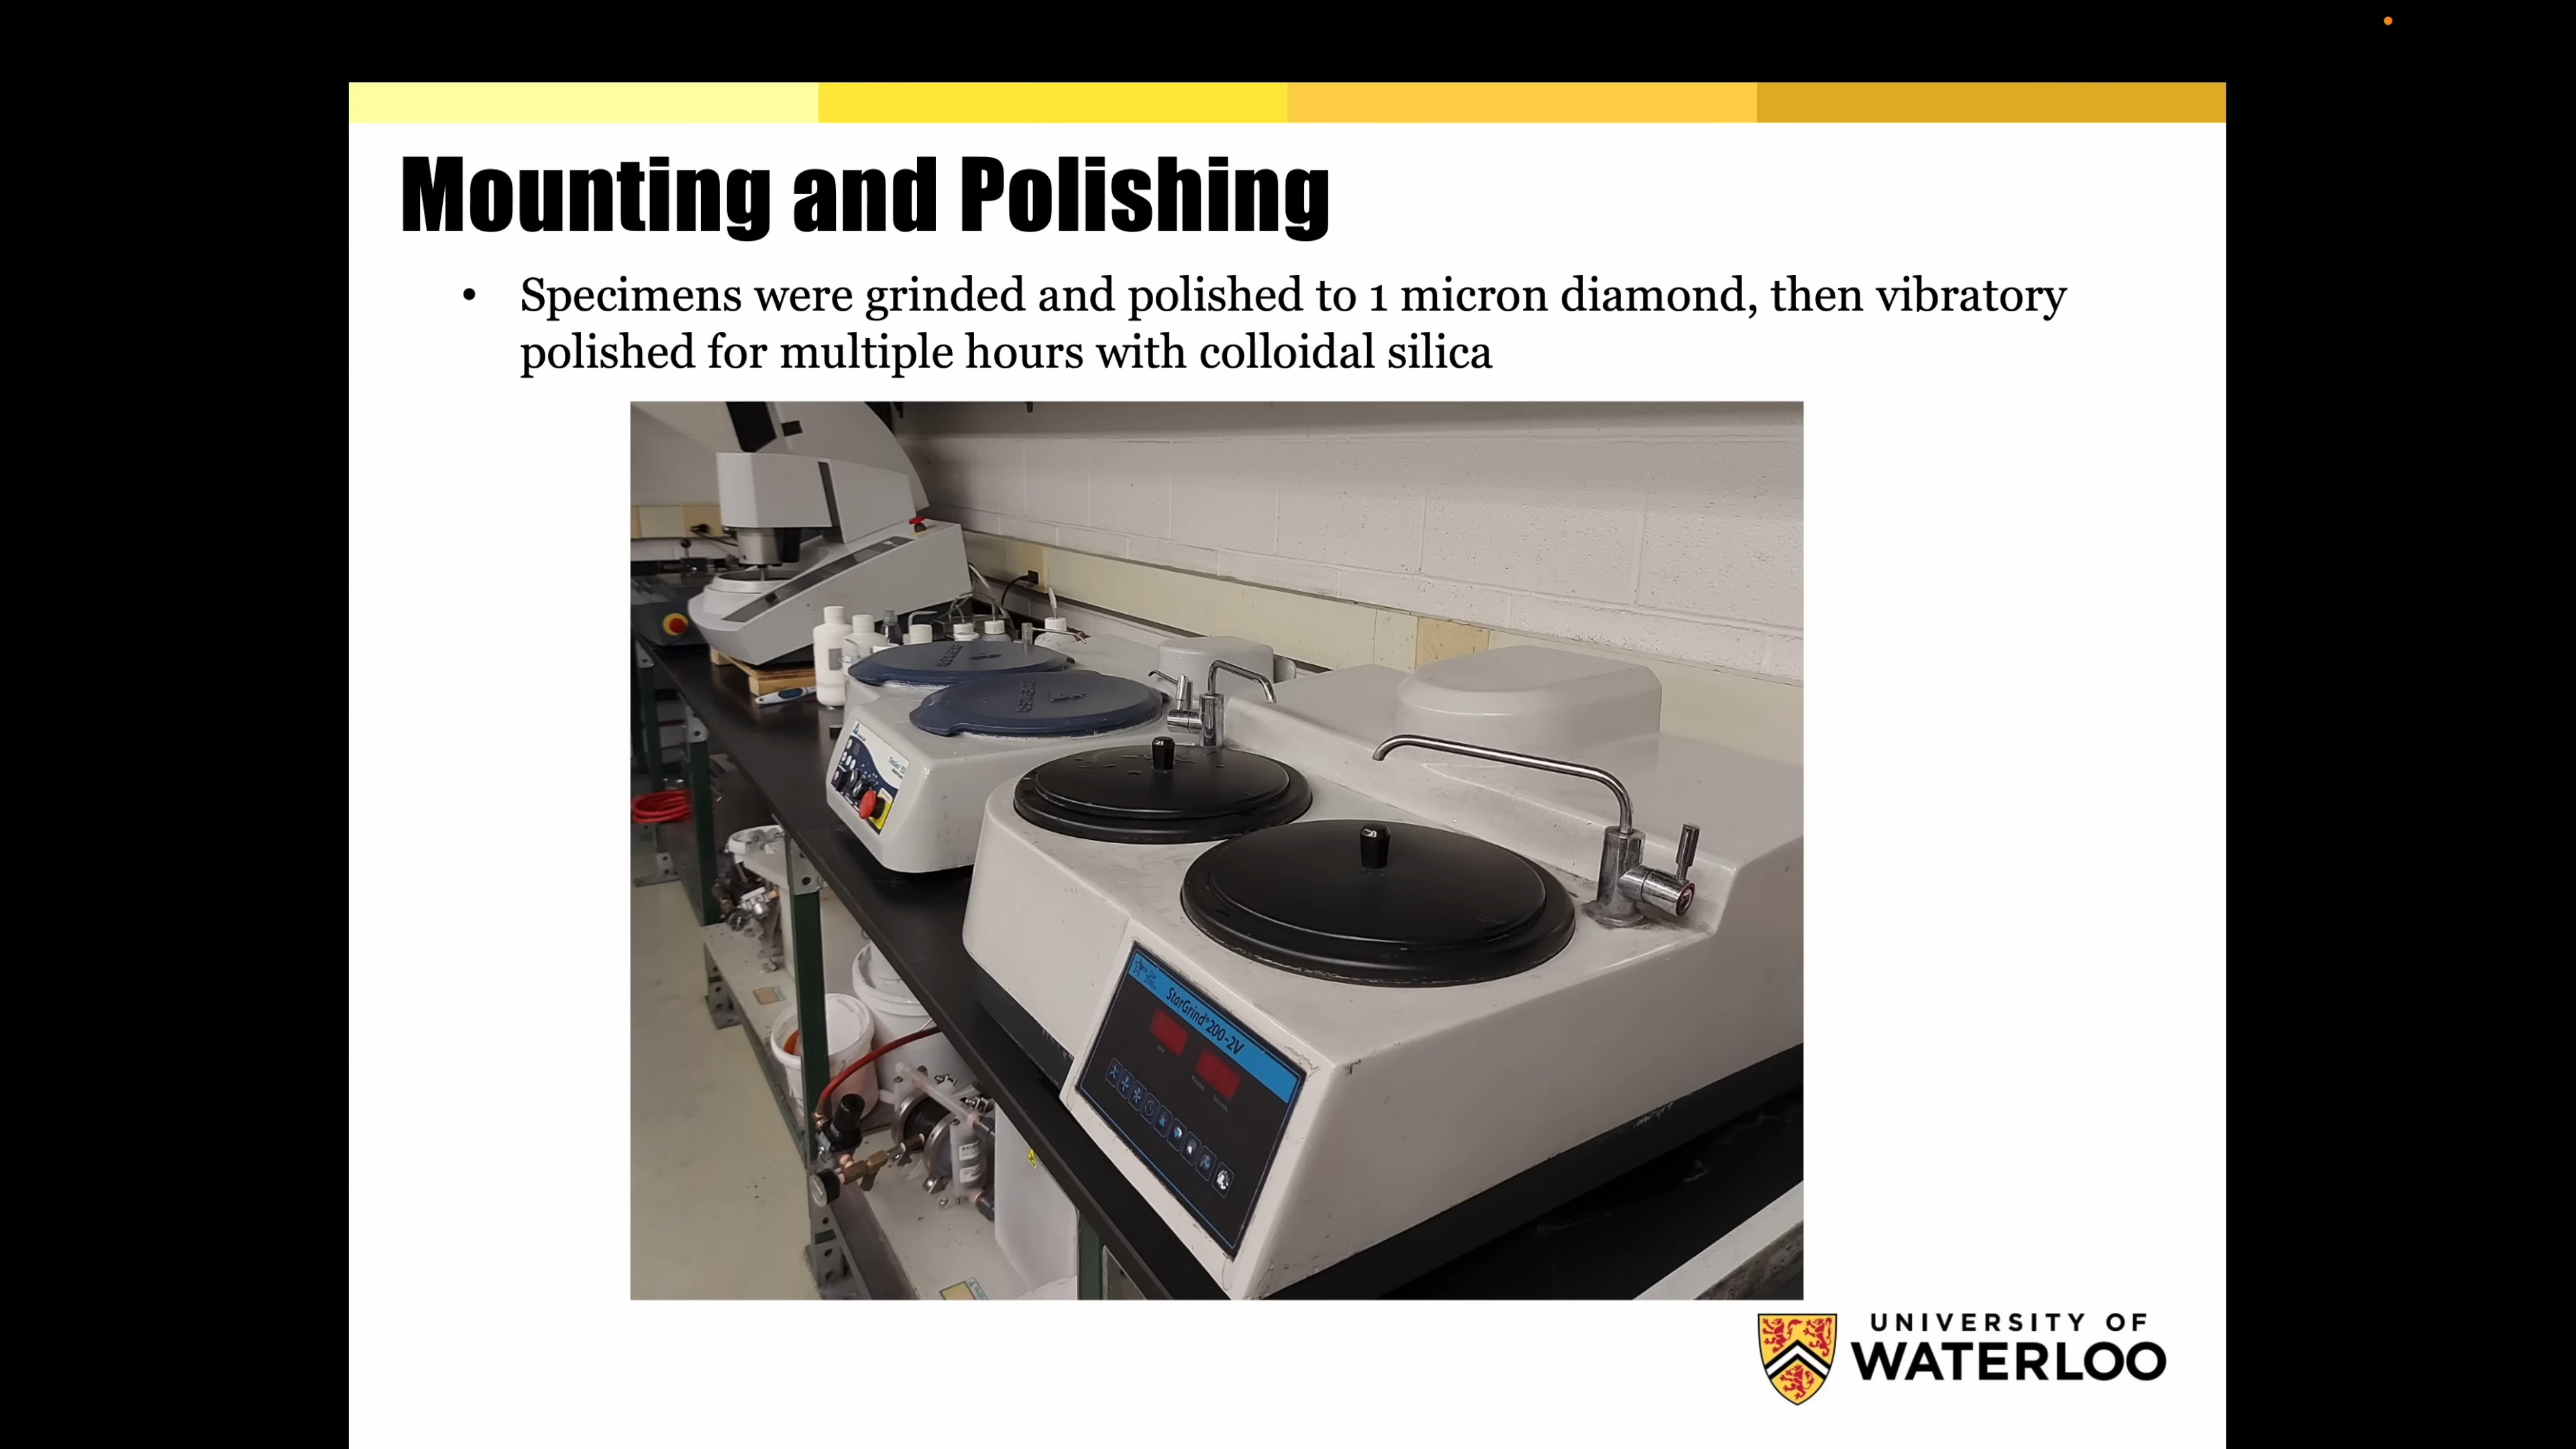 Mounting and Polishing
• Specimens were grinded and polished to 1 micron diamond, then vibratory
polished for multiple hours with colloidal silica
StarGrind 200-2V
UNIVERSITY OF
WATERLOO